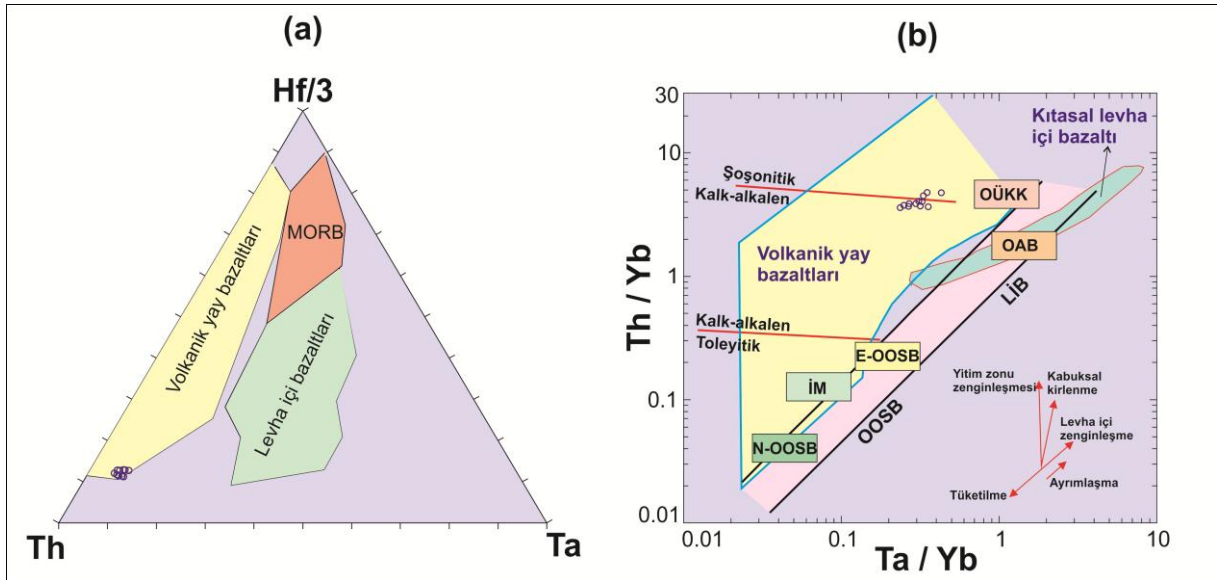 (a)
Hf/3
MORB
Volkanik yay bazaltları
Levha içi bazaltları
Th
Ta
(b)
30
10
1
0.1
0.01
Th / Yb
Kıtasal levha
içi bazaltı
Şoşonitik
Kalk-alkalen
OÜKK
OAB
Volkanik yay
bazaltları
LİB
Kalk-alkalen
Toleyitik
E-OOSB
İM
OOSB
N-OOSB
Yitim zonu
zenginleşmesi
Kabuksal
kirlenme
Levha içi
zenginleşme
Ayrımlaşma
Tüketilme
0.01
0.1
1
10
Ta / Yb